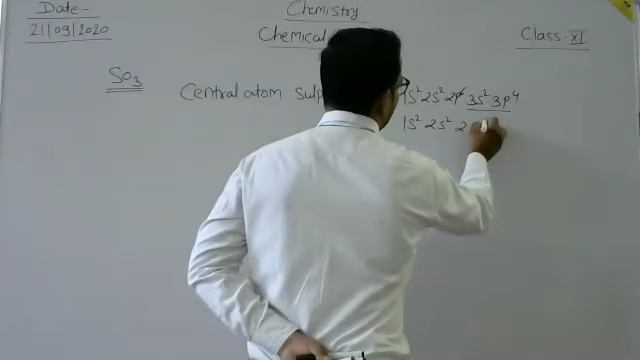 Date-
21/09/2020
Chemistry
Chemical
Class-XI
SO3
Central atom
1s² 2s² 2p⁶ 3s² 3p⁴
1s² 2s² 2